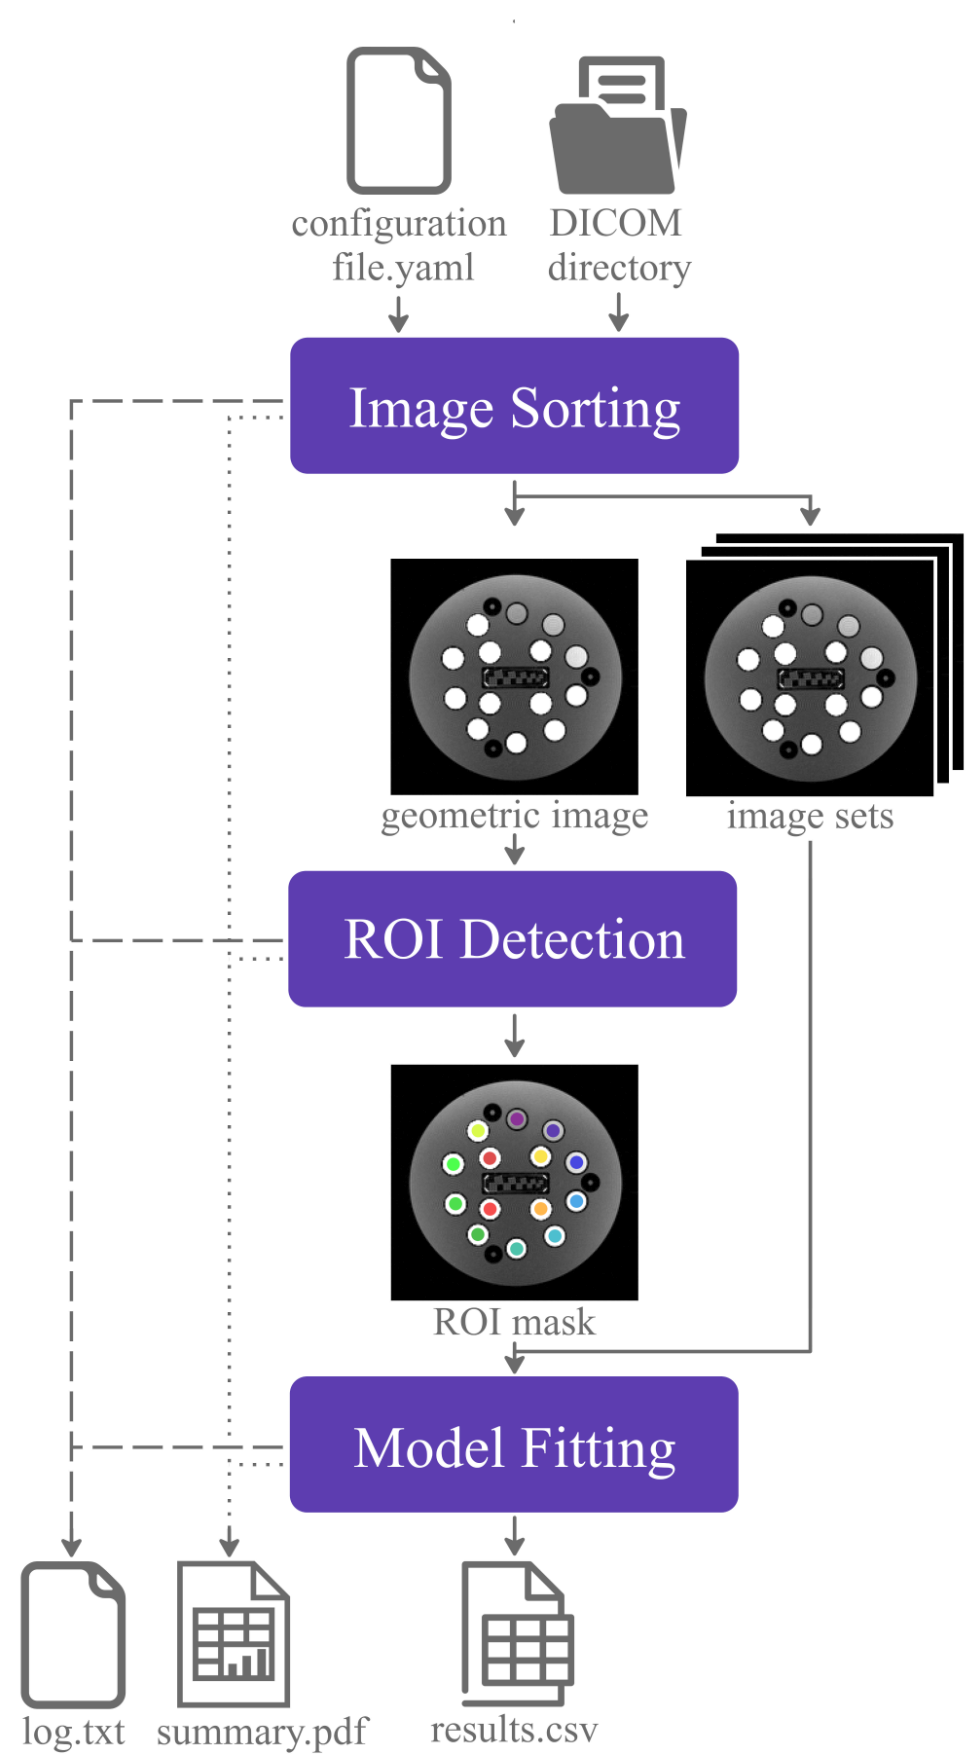 configuration
file.yaml
DICOM
directory
Image Sorting
geometric image
image sets
ROI Detection
ROI mask
Model Fitting
log.txt
summary.pdf
results.csv